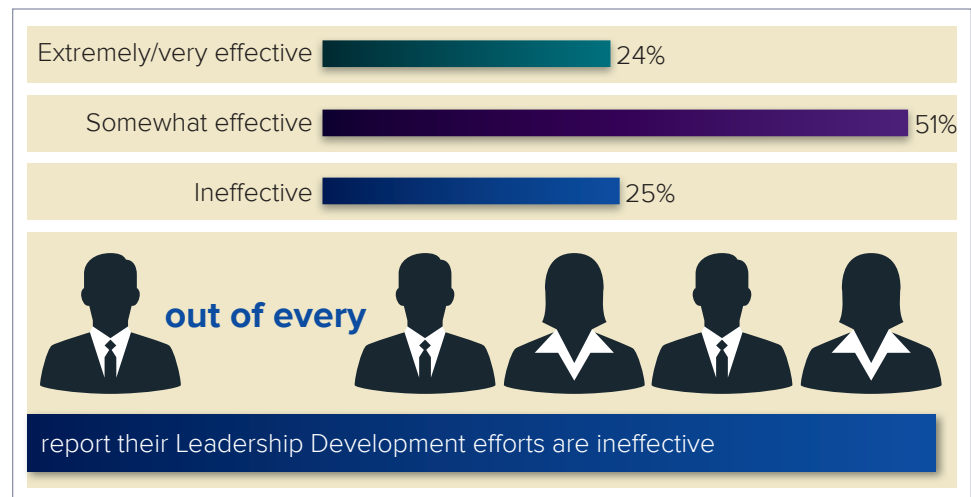 Extremely/very effective 24%
Somewhat effective 51%
Ineffective 25%
out of every
report their Leadership Development efforts are ineffective